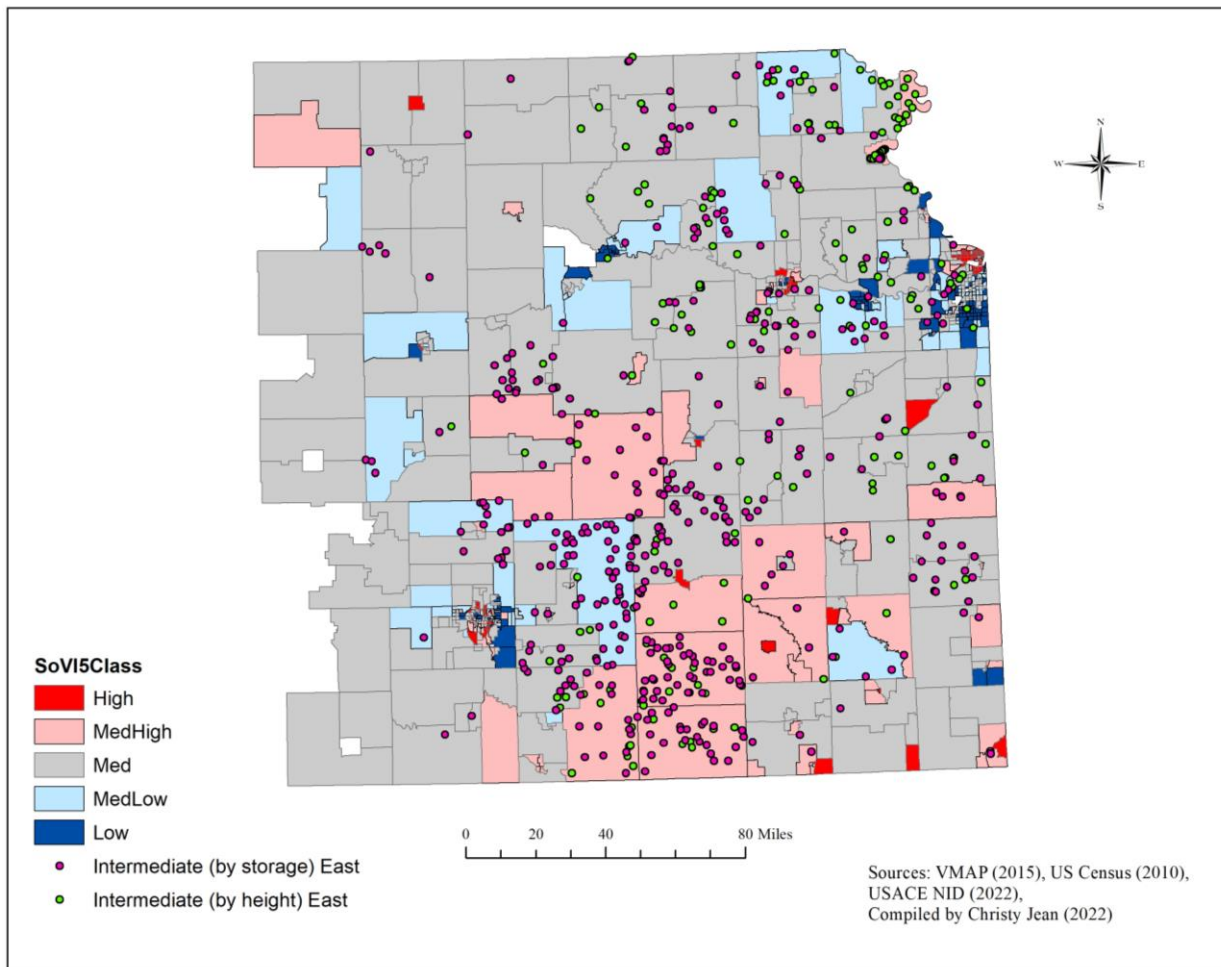 N
W E
S
SoVI5Class
High
MedHigh
Med
MedLow
Low
Intermediate (by storage) East
Intermediate (by height) East
0 20 40 80 Miles
Sources: VMAP (2015), US Census (2010),
USACE NID (2022),
Compiled by Christy Jean (2022)